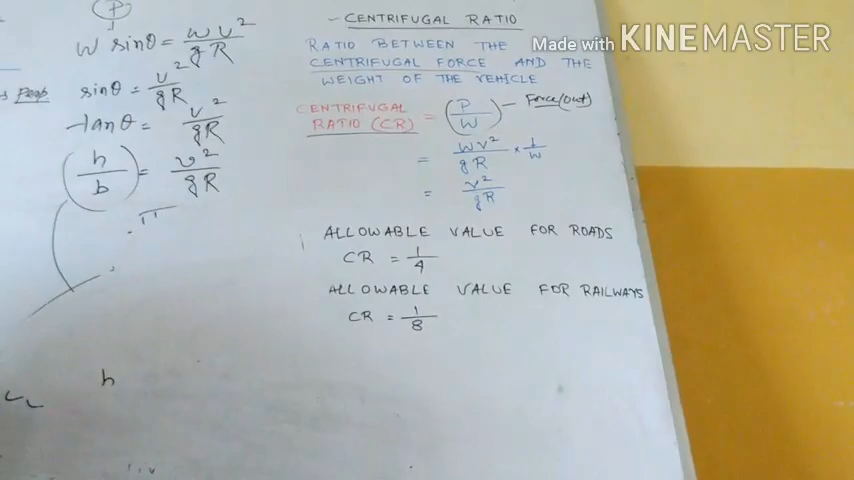 P
W sinθ = WV²/gR
sinθ = V²/gR
tanθ = V²/gR
(h/b) = V²/gR
h
- CENTRIFUGAL RATIO
Made with KINEMASTER
RATIO BETWEEN THE
CENTRIFUGAL FORCE AND THE
WEIGHT OF THE VEHICLE
CENTRIFUGAL RATIO (CR) = (P/W) - Force(out)
= WV²/gR × 1/W
= V²/gR
ALLOWABLE VALUE FOR ROADS
CR = 1/4
ALLOWABLE VALUE FOR RAILWAYS
CR = 1/8